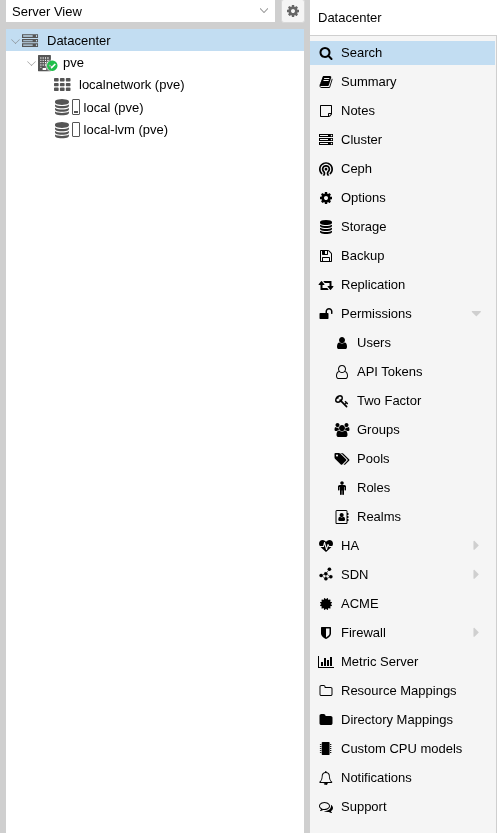 Server View
Datacenter
pve
localnetwork (pve)
local (pve)
local-lvm (pve)
Datacenter
Search
Summary
Notes
Cluster
Ceph
Options
Storage
Backup
Replication
Permissions
Users
API Tokens
Two Factor
Groups
Pools
Roles
Realms
HA
SDN
ACME
Firewall
Metric Server
Resource Mappings
Directory Mappings
Custom CPU models
Notifications
Support